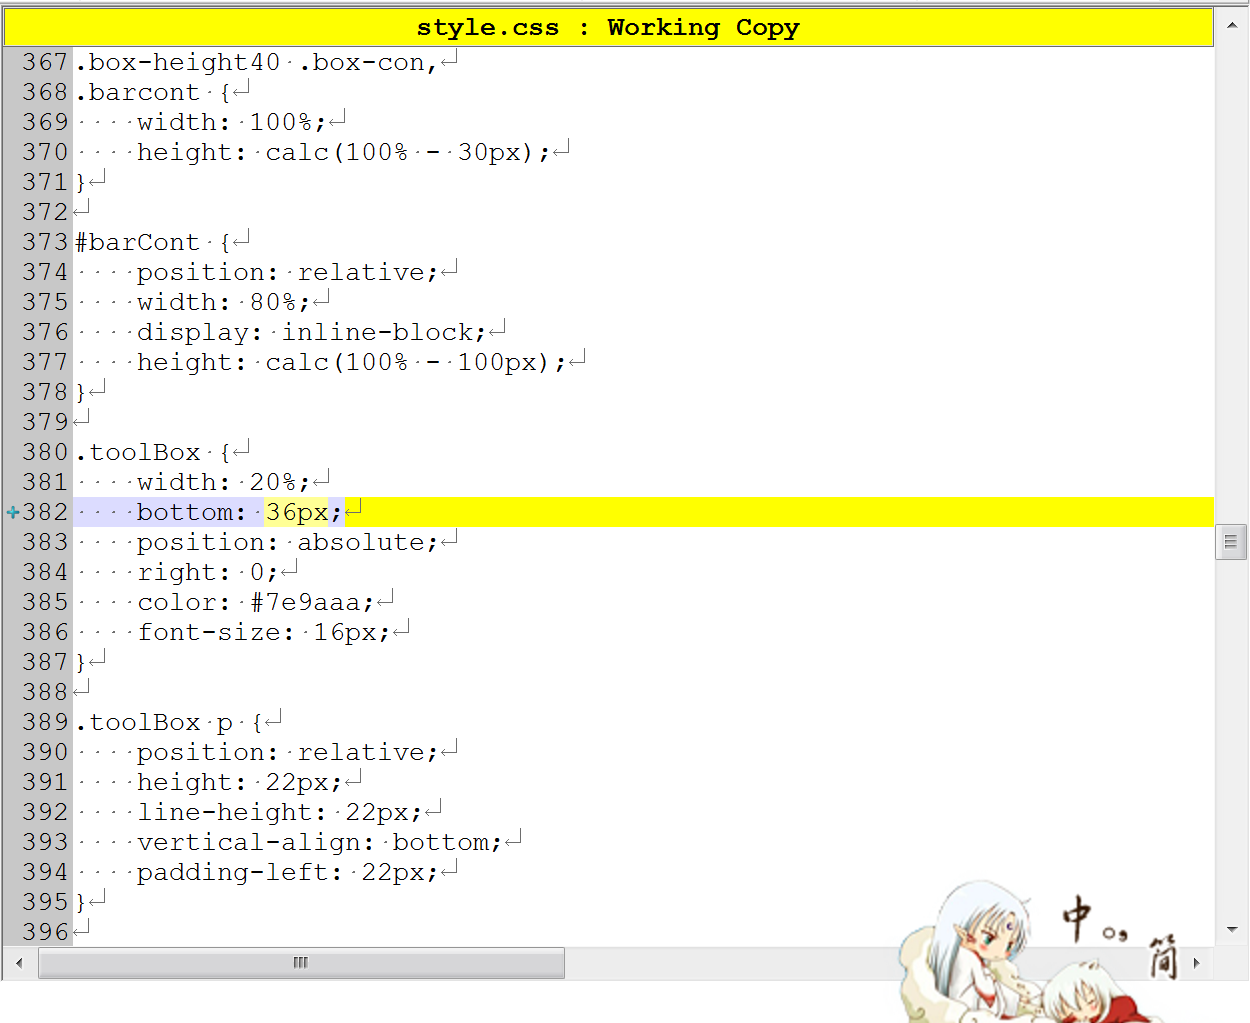 style.css : Working Copy
367 .box-height40 .box-con,
368 .barcont {
369     width: 100%;
370     height: calc(100% - 30px);
371 }
372
373 #barCont {
374     position: relative;
375     width: 80%;
376     display: inline-block;
377     height: calc(100% - 100px);
378 }
379
380 .toolBox {
381     width: 20%;
382     bottom: 36px;
383     position: absolute;
384     right: 0;
385     color: #7e9aaa;
386     font-size: 16px;
387 }
388
389 .toolBox p {
390     position: relative;
391     height: 22px;
392     line-height: 22px;
393     vertical-align: bottom;
394     padding-left: 22px;
395 }
396
中 。, 简